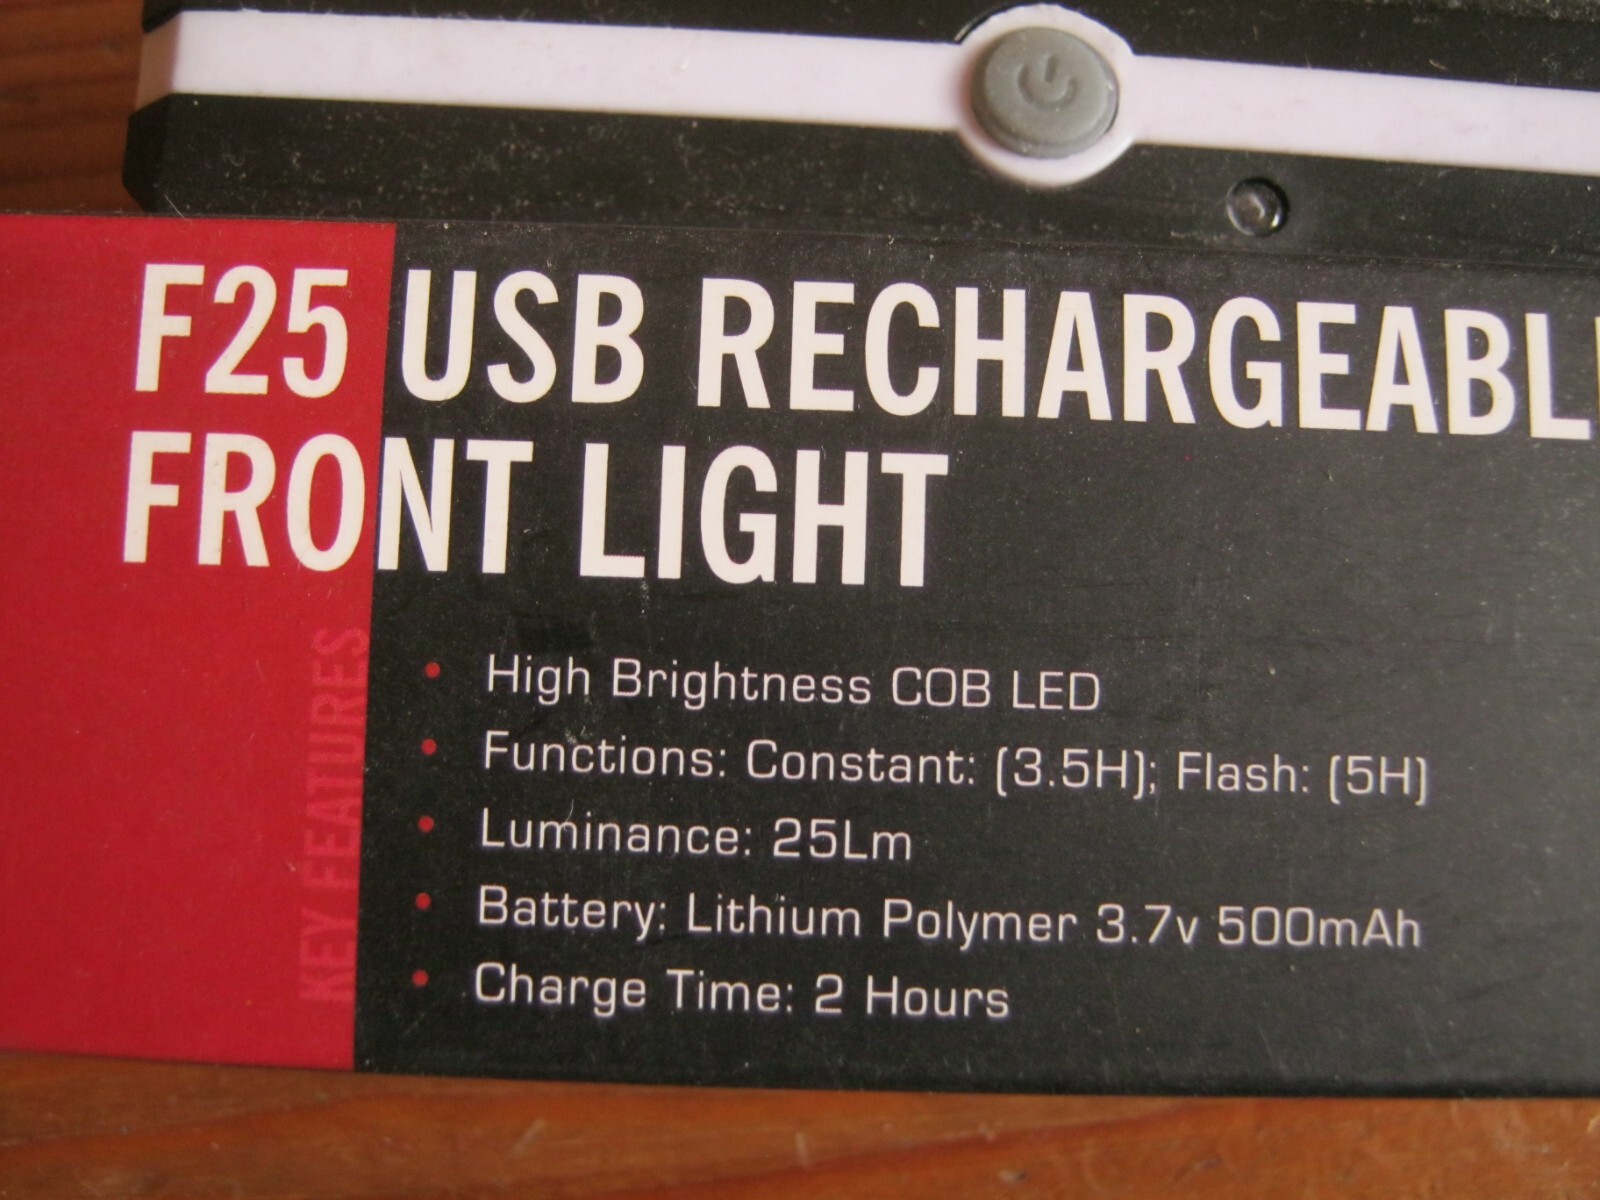 F25 USB RECHARGEABLE
FRONT LIGHT
KEY FEATURES
• High Brightness COB LED
• Functions: Constant: (3.5H); Flash: (5H)
• Luminance: 25Lm
• Battery: Lithium Polymer 3.7v 500mAh
• Charge Time: 2 Hours